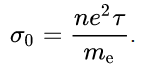 σ₀ = ne²τ / mₑ.